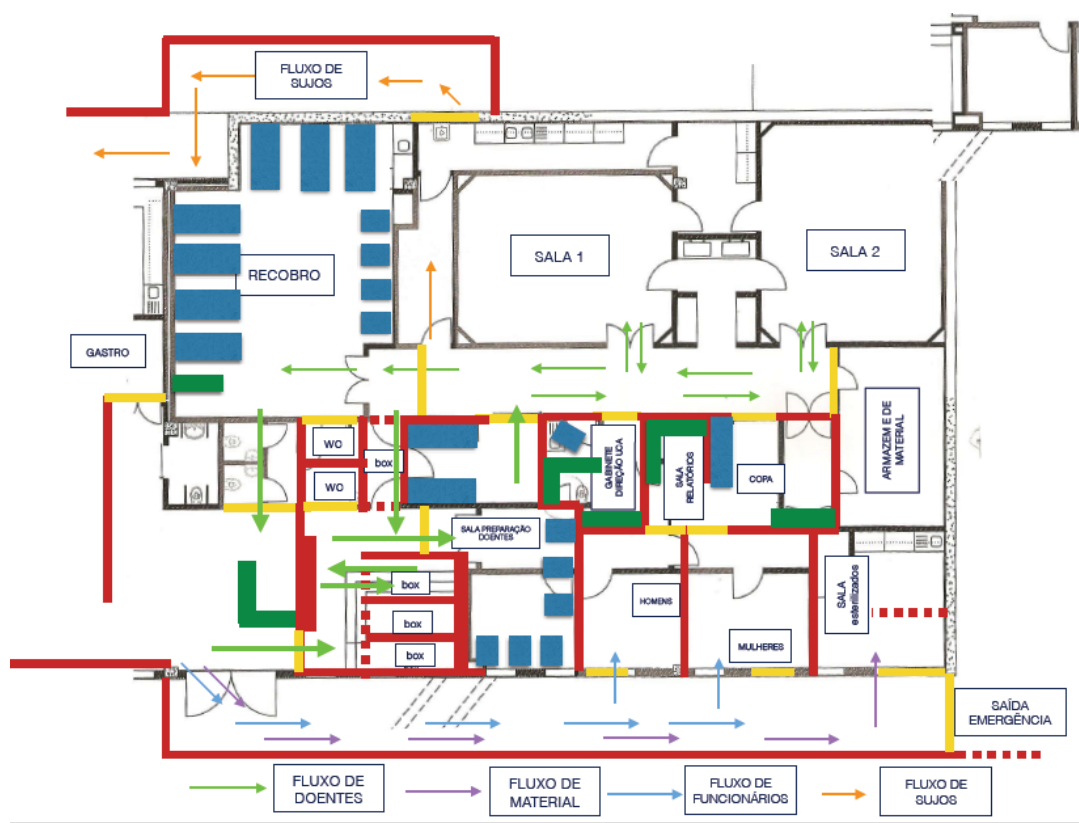 FLUXO DE
SUJOS
SALA 1
SALA 2
RECOBRO
GASTRO
WC
box
WC
GABINETE
DIREÇÃO UCA
SALA
RELATÓRIOS
COPA
ARMAZEM E DE
MATERIAL
SALA PREPARAÇÃO
DOENTES
box
box
box
HOMENS
MULHERES
SALA
esterilizados
SAÍDA
EMERGÊNCIA
FLUXO DE
DOENTES
FLUXO DE
MATERIAL
FLUXO DE
FUNCIONÁRIOS
FLUXO DE
SUJOS